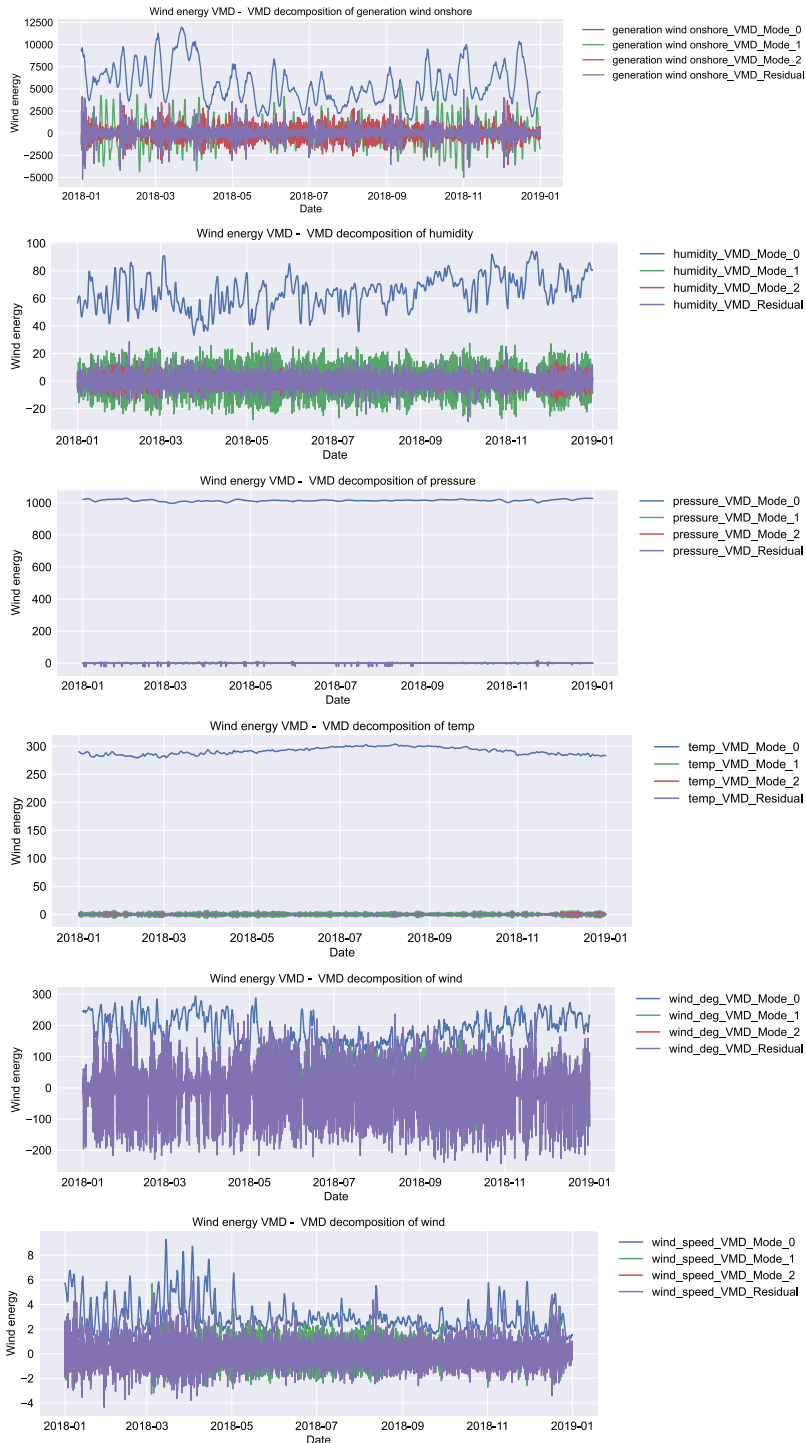 Wind energy VMD - VMD decomposition of generation wind onshore
12500
10000
7500
5000
2500
0
−2500
−5000
Wind energy
2018-01 2018-03 2018-05 2018-07 2018-09 2018-11 2019-01
Date
generation wind onshore_VMD_Mode_0
generation wind onshore_VMD_Mode_1
generation wind onshore_VMD_Mode_2
generation wind onshore_VMD_Residual
Wind energy VMD - VMD decomposition of humidity
100
80
60
40
20
0
−20
Wind energy
2018-01 2018-03 2018-05 2018-07 2018-09 2018-11 2019-01
Date
humidity_VMD_Mode_0
humidity_VMD_Mode_1
humidity_VMD_Mode_2
humidity_VMD_Residual
Wind energy VMD - VMD decomposition of pressure
1000
800
600
400
200
0
Wind energy
2018-01 2018-03 2018-05 2018-07 2018-09 2018-11 2019-01
Date
pressure_VMD_Mode_0
pressure_VMD_Mode_1
pressure_VMD_Mode_2
pressure_VMD_Residual
Wind energy VMD - VMD decomposition of temp
300
250
200
150
100
50
0
Wind energy
2018-01 2018-03 2018-05 2018-07 2018-09 2018-11 2019-01
Date
temp_VMD_Mode_0
temp_VMD_Mode_1
temp_VMD_Mode_2
temp_VMD_Residual
Wind energy VMD - VMD decomposition of wind
300
200
100
0
−100
−200
Wind energy
2018-01 2018-03 2018-05 2018-07 2018-09 2018-11 2019-01
Date
wind_deg_VMD_Mode_0
wind_deg_VMD_Mode_1
wind_deg_VMD_Mode_2
wind_deg_VMD_Residual
Wind energy VMD - VMD decomposition of wind
8
6
4
2
0
−2
−4
Wind energy
2018-01 2018-03 2018-05 2018-07 2018-09 2018-11 2019-01
Date
wind_speed_VMD_Mode_0
wind_speed_VMD_Mode_1
wind_speed_VMD_Mode_2
wind_speed_VMD_Residual